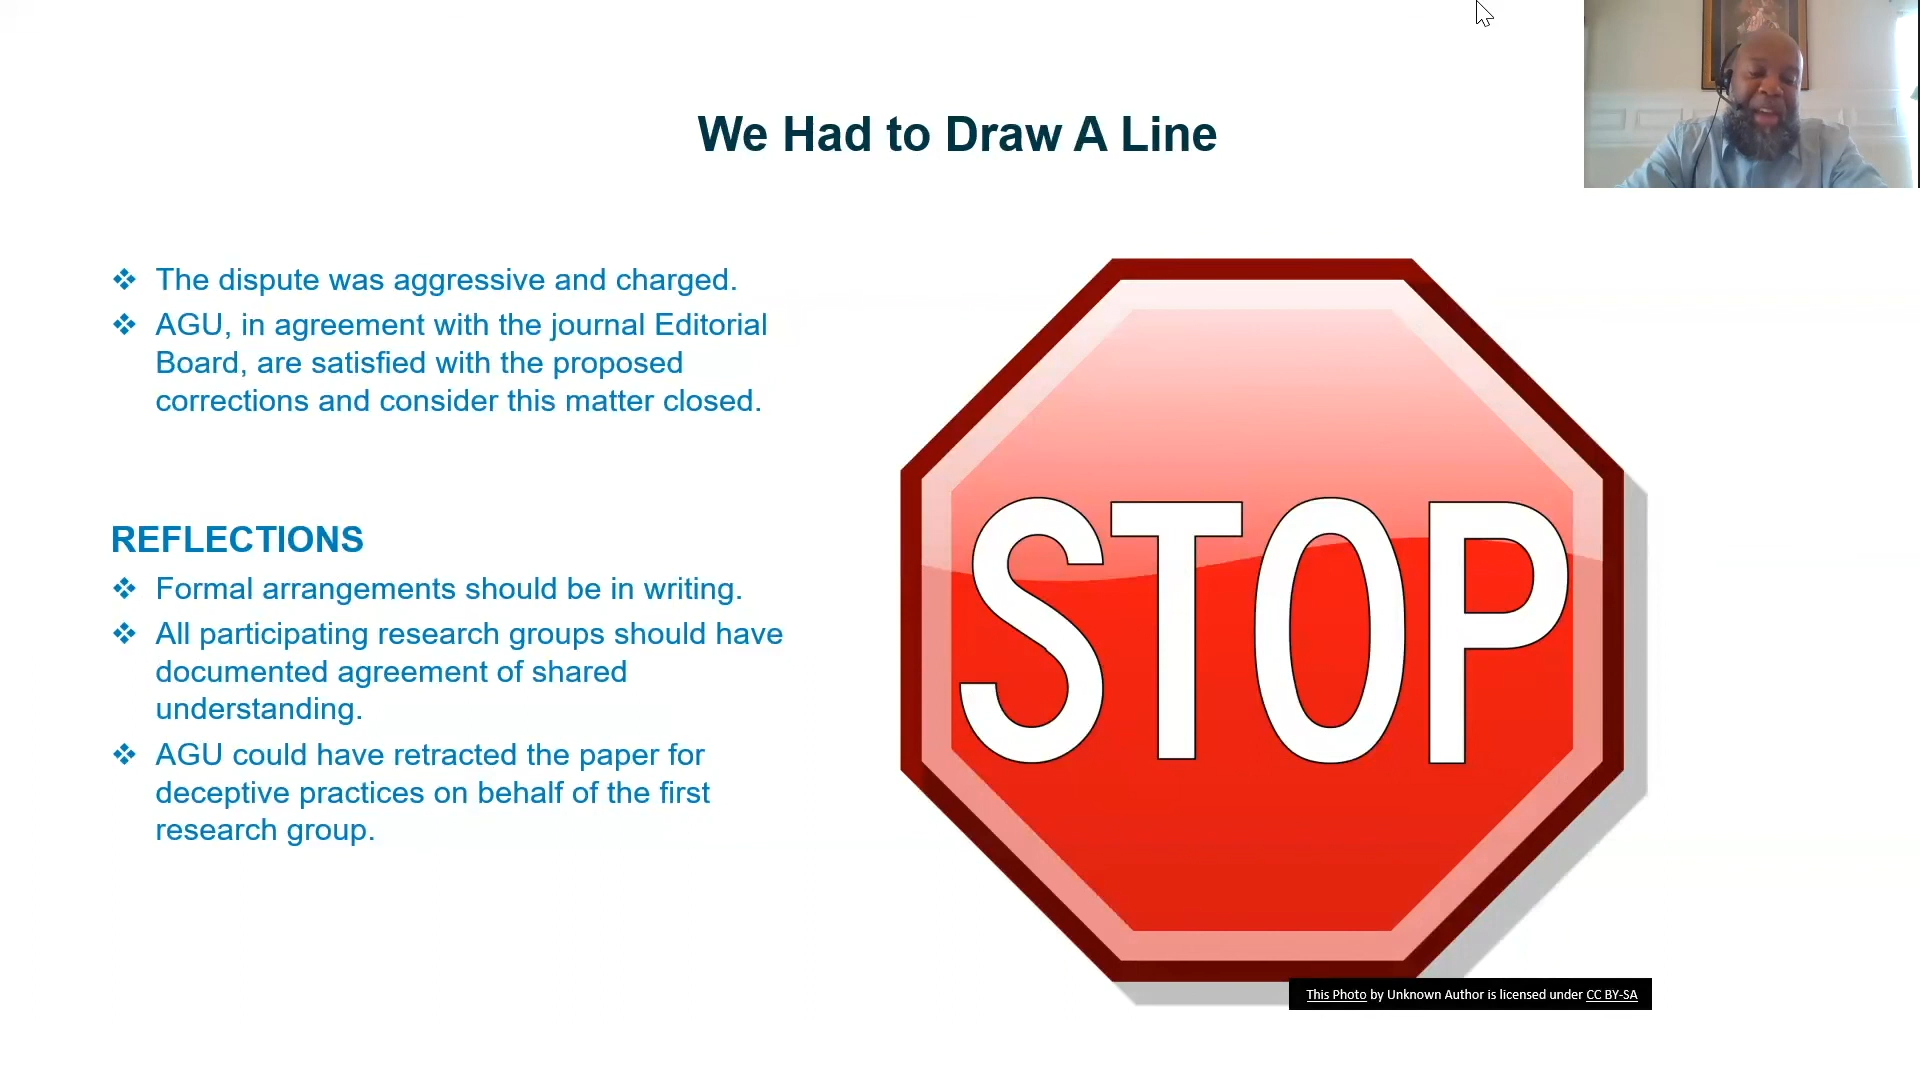 We Had to Draw A Line
❖ The dispute was aggressive and charged.
❖ AGU, in agreement with the journal Editorial
Board, are satisfied with the proposed
corrections and consider this matter closed.
REFLECTIONS
❖ Formal arrangements should be in writing.
❖ All participating research groups should have
documented agreement of shared
understanding.
❖ AGU could have retracted the paper for
deceptive practices on behalf of the first
research group.
STOP
This Photo by Unknown Author is licensed under CC BY-SA